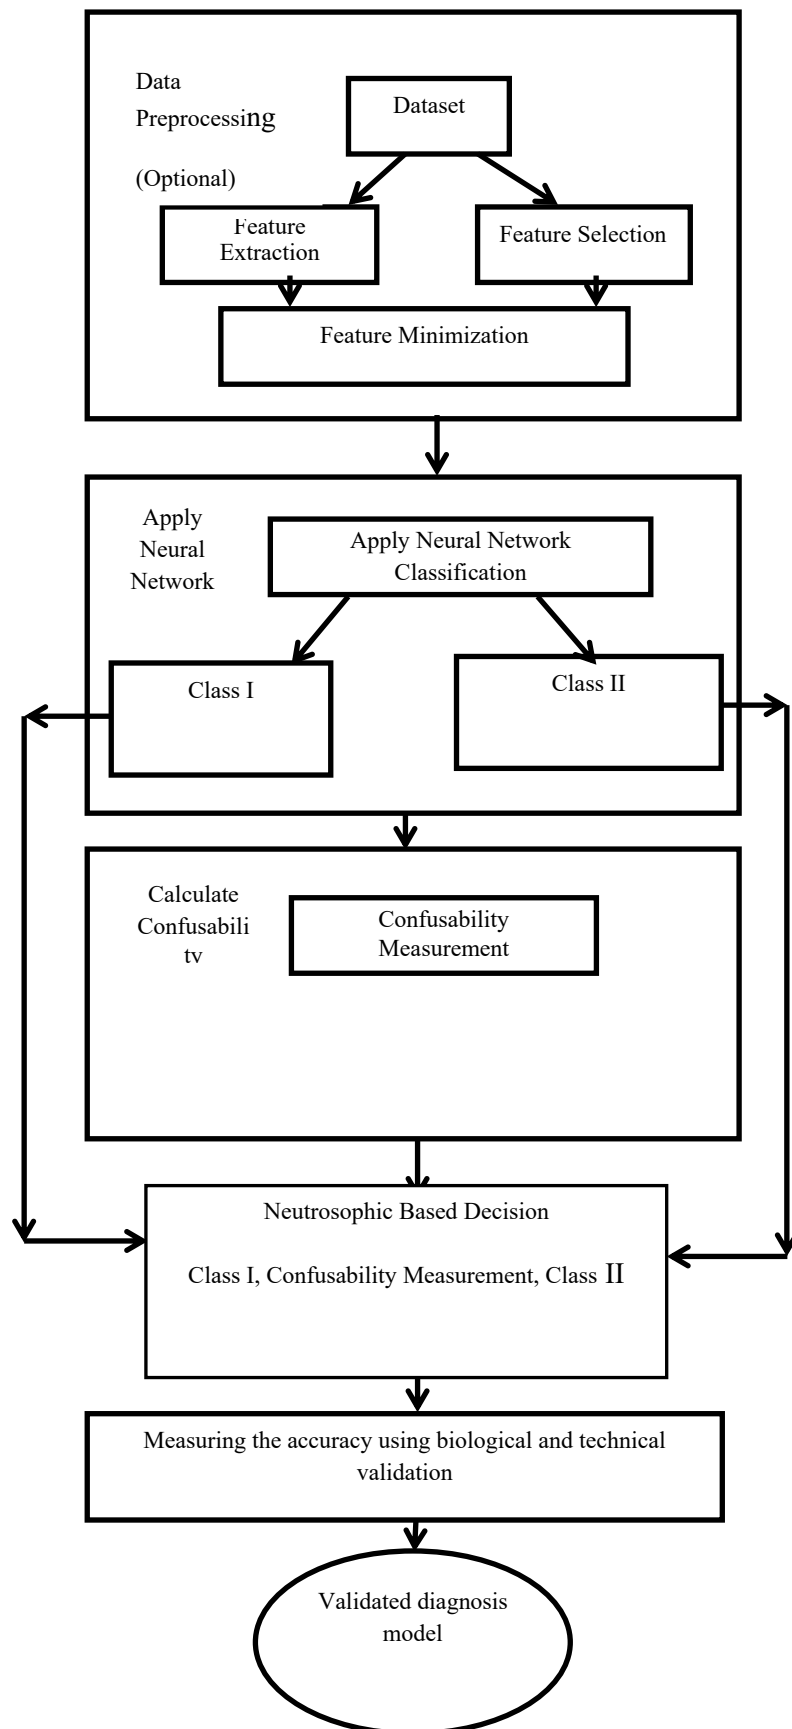 Data
Preprocessing
(Optional)
Dataset
Feature
Extraction
Feature Selection
Feature Minimization
Apply
Neural
Network
Apply Neural Network
Classification
Class I
Class II
Calculate
Confusabili
ty
Confusability
Measurement
Neutrosophic Based Decision
Class I, Confusability Measurement, Class II
Measuring the accuracy using biological and technical
validation
Validated diagnosis
model